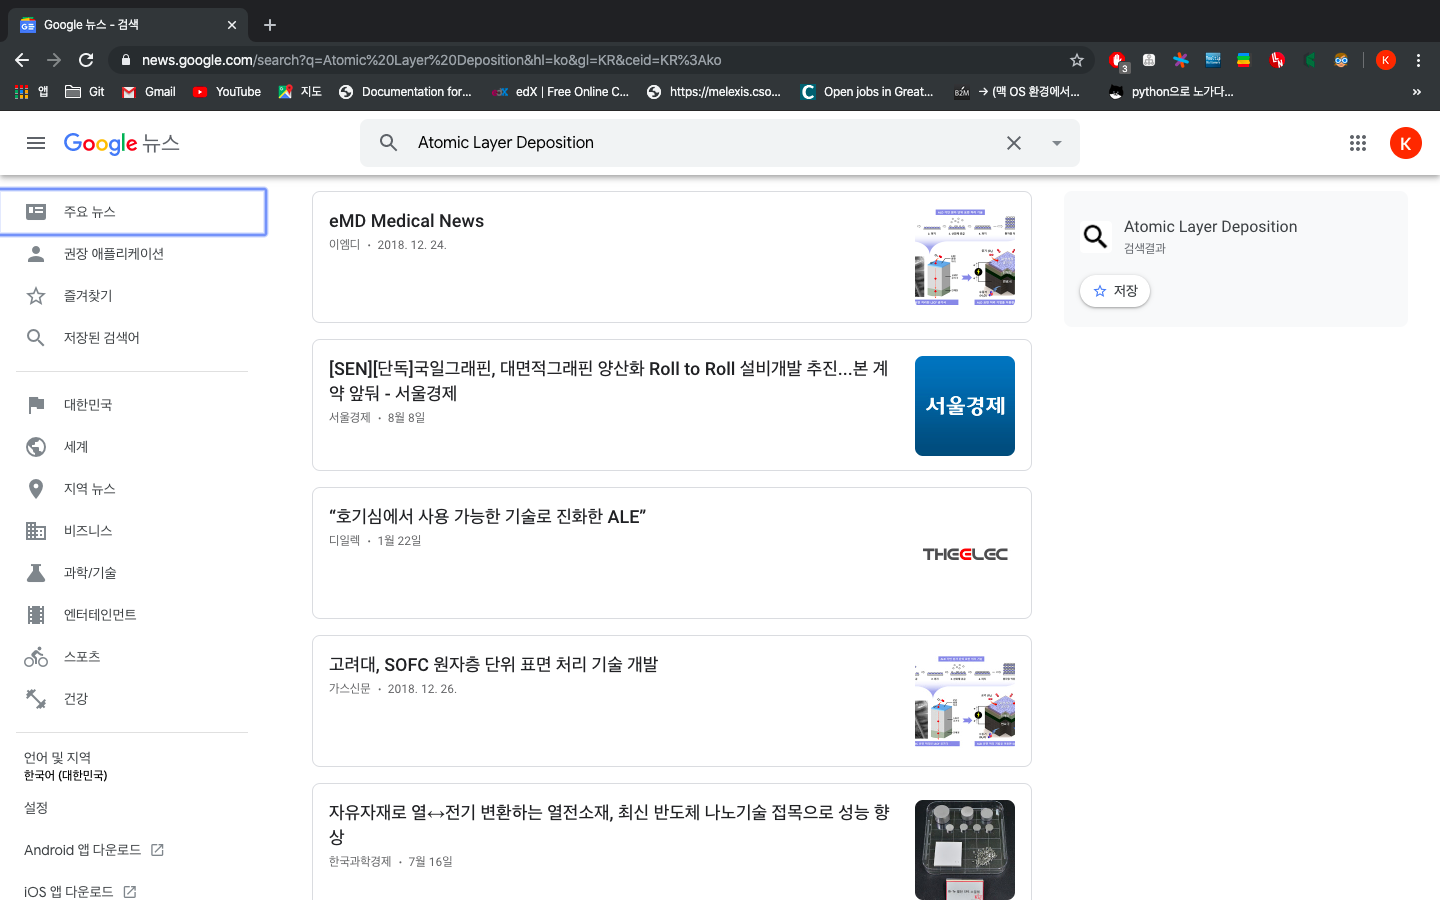 Google 뉴스 - 검색
news.google.com/search?q=Atomic%20Layer%20Deposition&hl=ko&gl=KR&ceid=KR%3Ako
3
K
앱
Git
Gmail
YouTube
지도
Documentation for...
edX | Free Online C...
https://melexis.cso...
Open jobs in Great...
→ (맥 OS 환경에서...
python으로 노가다...
Google 뉴스
Atomic Layer Deposition
K
주요 뉴스
권장 애플리케이션
즐겨찾기
저장된 검색어
대한민국
세계
지역 뉴스
비즈니스
과학/기술
엔터테인먼트
스포츠
건강
언어 및 지역
한국어 (대한민국)
설정
Android 앱 다운로드
iOS 앱 다운로드
eMD Medical News
이엠디 • 2018. 12. 24.
[SEN][단독]국일그래핀, 대면적그래핀 양산화 Roll to Roll 설비개발 추진...본 계
약 앞둬 - 서울경제
서울경제 • 8월 8일
서울경제
“호기심에서 사용 가능한 기술로 진화한 ALE”
디일렉 • 1월 22일
THEELEC
고려대, SOFC 원자층 단위 표면 처리 기술 개발
가스신문 • 2018. 12. 26.
자유자재로 열↔전기 변환하는 열전소재, 최신 반도체 나노기술 접목으로 성능 향
상
한국과학경제 • 7월 16일
Atomic Layer Deposition
검색결과
저장